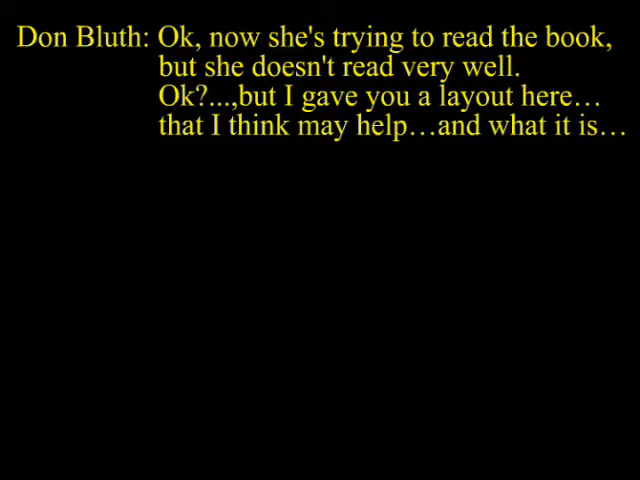 Don Bluth: Ok, now she's trying to read the book,
but she doesn't read very well.
Ok?...,but I gave you a layout here…
that I think may help…and what it is…